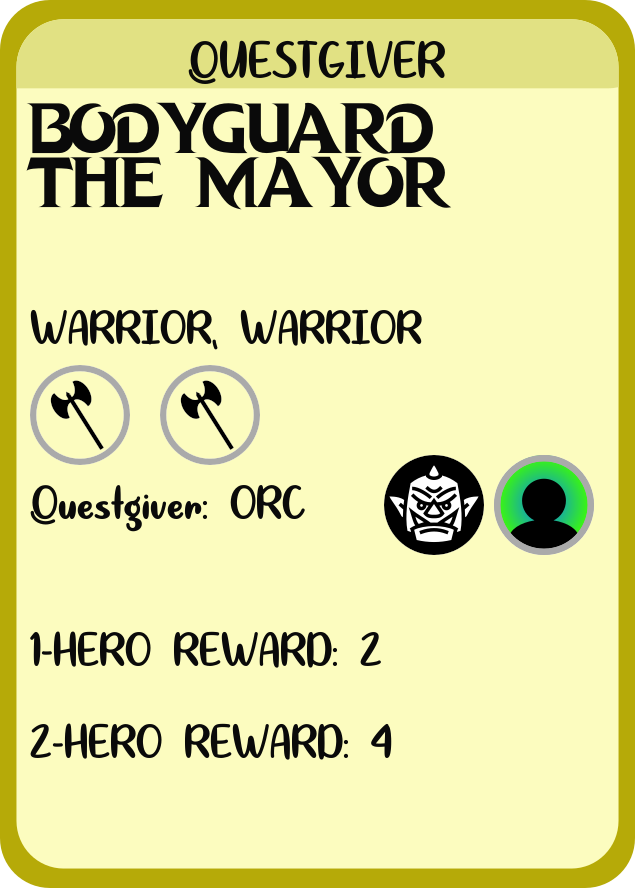 QUESTGIVER
BODYGUARD
THE MAYOR
WARRIOR, WARRIOR
Questgiver: ORC
1-HERO REWARD: 2
2-HERO REWARD: 4